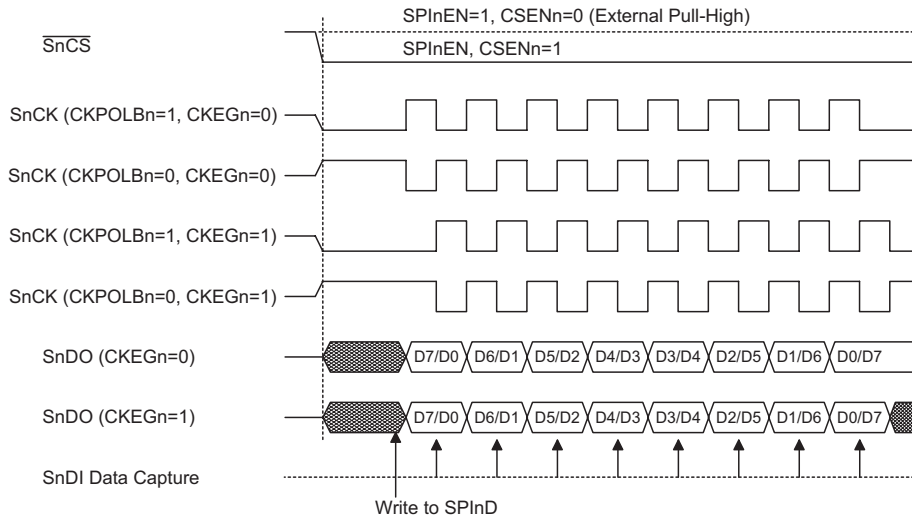 SPInEN=1, CSENn=0 (External Pull-High)
SnCS
SPInEN, CSENn=1
SnCK (CKPOLBn=1, CKEGn=0)
SnCK (CKPOLBn=0, CKEGn=0)
SnCK (CKPOLBn=1, CKEGn=1)
SnCK (CKPOLBn=0, CKEGn=1)
SnDO (CKEGn=0) D7/D0 D6/D1 D5/D2 D4/D3 D3/D4 D2/D5 D1/D6 D0/D7
SnDO (CKEGn=1) D7/D0 D6/D1 D5/D2 D4/D3 D3/D4 D2/D5 D1/D6 D0/D7
SnDI Data Capture
Write to SPInD